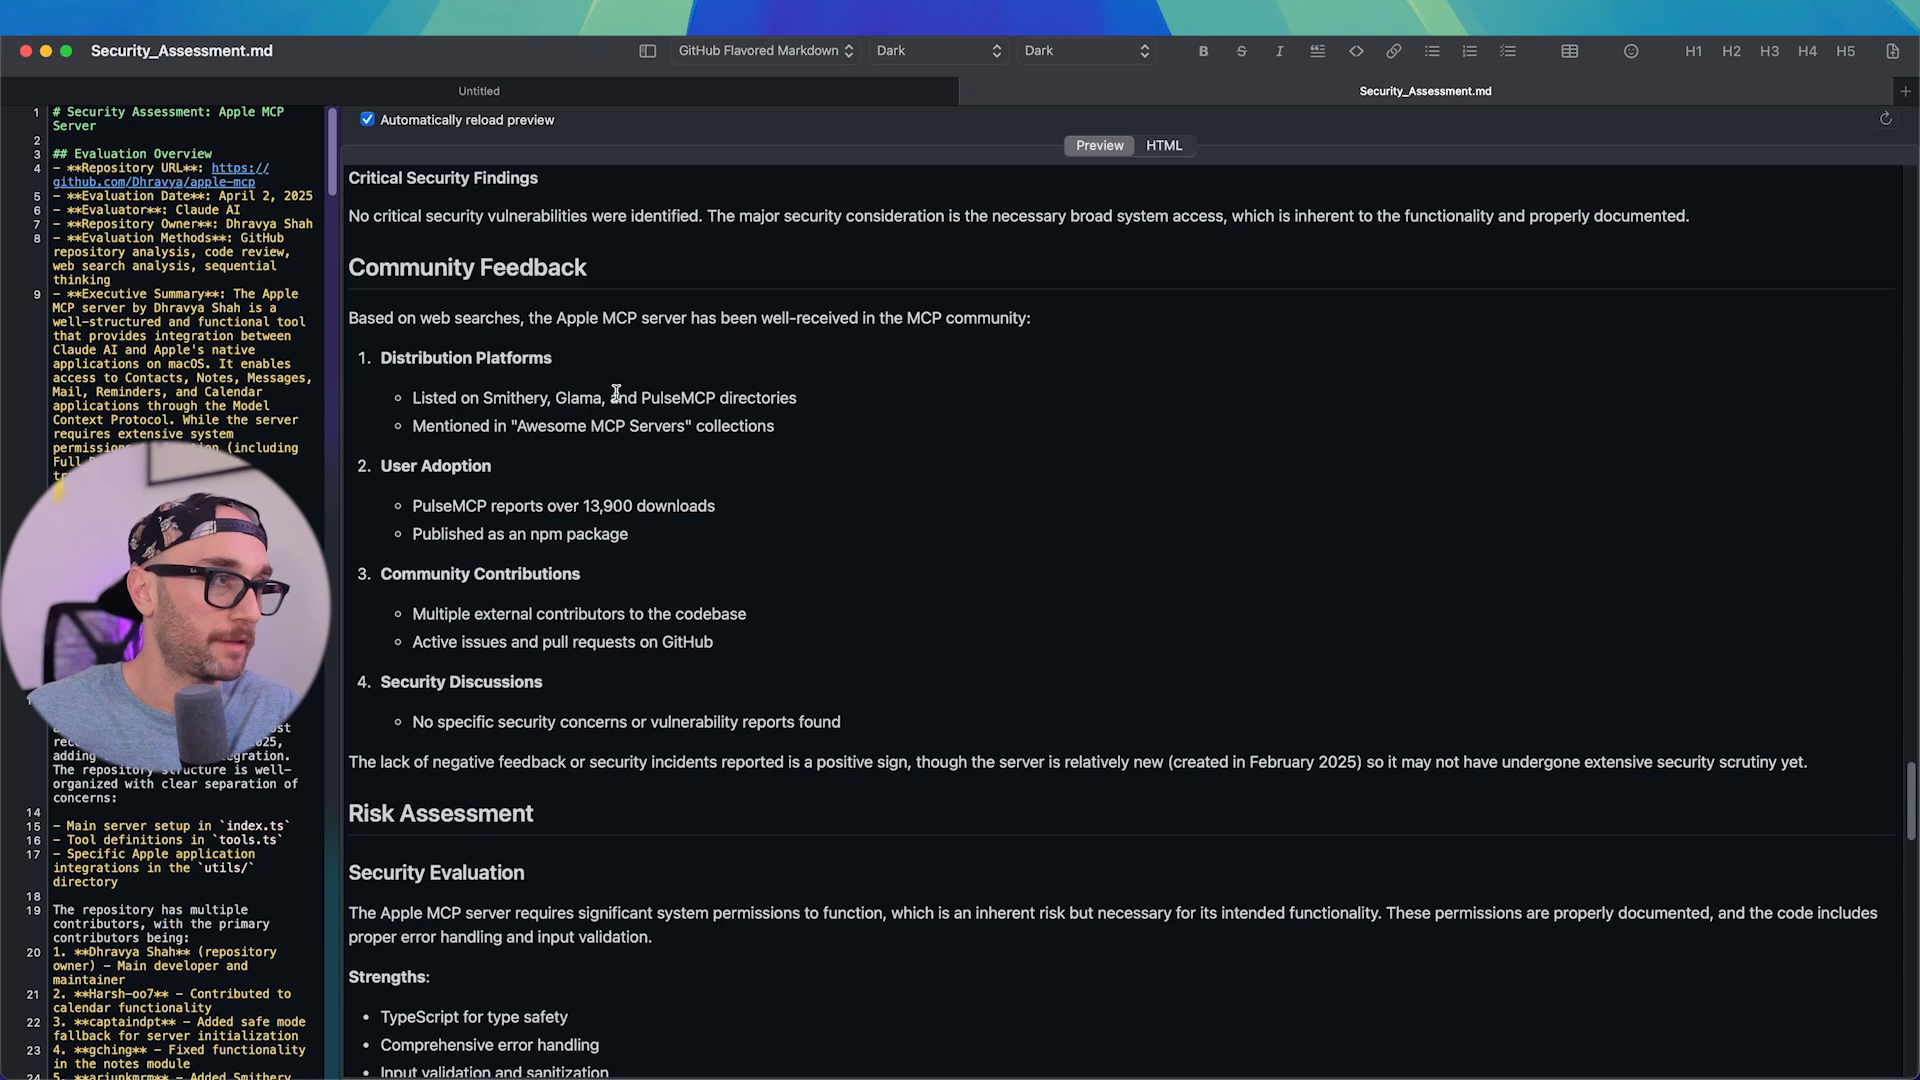 Security_Assessment.md
GitHub Flavored Markdown
Dark
Dark
B
S
I
H1
H2
H3
H4
H5
Untitled
Security_Assessment.md
1
# Security Assessment: Apple MCP
Server
2
3
## Evaluation Overview
4
- **Repository URL**: https://
github.com/Dhravya/apple-mcp
5
- **Evaluation Date**: April 2, 2025
6
- **Evaluator**: Claude AI
7
- **Repository Owner**: Dhravya Shah
8
- **Evaluation Methods**: GitHub
repository analysis, code review,
web search analysis, sequential
thinking
9
- **Executive Summary**: The Apple
MCP server by Dhravya Shah is a
well-structured and functional tool
that provides integration between
Claude AI and Apple's native
applications on macOS. It enables
access to Contacts, Notes, Messages,
Mail, Reminders, and Calendar
applications through the Model
Context Protocol. While the server
requires extensive system
(including
Full
adding
The repository structure is well-
organized with clear separation of
concerns:
14
15
- Main server setup in `index.ts`
16
- Tool definitions in `tools.ts`
17
- Specific Apple application
integrations in the `utils/`
directory
18
19
The repository has multiple
contributors, with the primary
contributors being:
20
1. **Dhravya Shah** (repository
owner) - Main developer and
maintainer
21
2. **Harsh-oo7** - Contributed to
calendar functionality
22
3. **captaindpt** - Added safe mode
fallback for server initialization
23
4. **gching** - Fixed functionality
in the notes module
24
5. **arjunkmrm** - Added Smithery
Automatically reload preview
Preview
HTML
Critical Security Findings
No critical security vulnerabilities were identified. The major security consideration is the necessary broad system access, which is inherent to the functionality and properly documented.
Community Feedback
Based on web searches, the Apple MCP server has been well-received in the MCP community:
1. Distribution Platforms
◦ Listed on Smithery, Glama, and PulseMCP directories
◦ Mentioned in "Awesome MCP Servers" collections
2. User Adoption
◦ PulseMCP reports over 13,900 downloads
◦ Published as an npm package
3. Community Contributions
◦ Multiple external contributors to the codebase
◦ Active issues and pull requests on GitHub
4. Security Discussions
◦ No specific security concerns or vulnerability reports found
The lack of negative feedback or security incidents reported is a positive sign, though the server is relatively new (created in February 2025) so it may not have undergone extensive security scrutiny yet.
Risk Assessment
Security Evaluation
The Apple MCP server requires significant system permissions to function, which is an inherent risk but necessary for its intended functionality. These permissions are properly documented, and the code includes
proper error handling and input validation.
Strengths:
• TypeScript for type safety
• Comprehensive error handling
• Input validation and sanitization